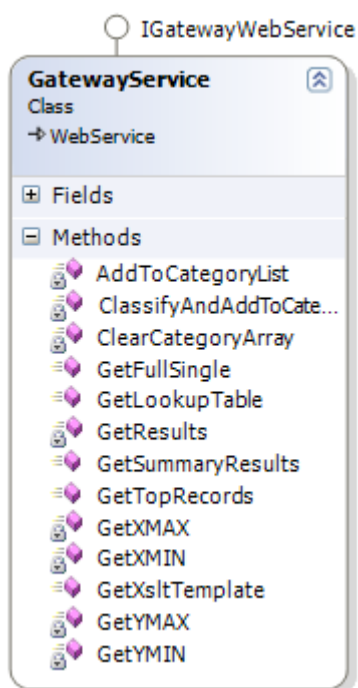 IGatewayWebService
GatewayService
Class
WebService
Fields
Methods
AddToCategoryList
ClassifyAndAddToCate...
ClearCategoryArray
GetFullSingle
GetLookupTable
GetResults
GetSummaryResults
GetTopRecords
GetXMAX
GetXMIN
GetXsltTemplate
GetYMAX
GetYMIN